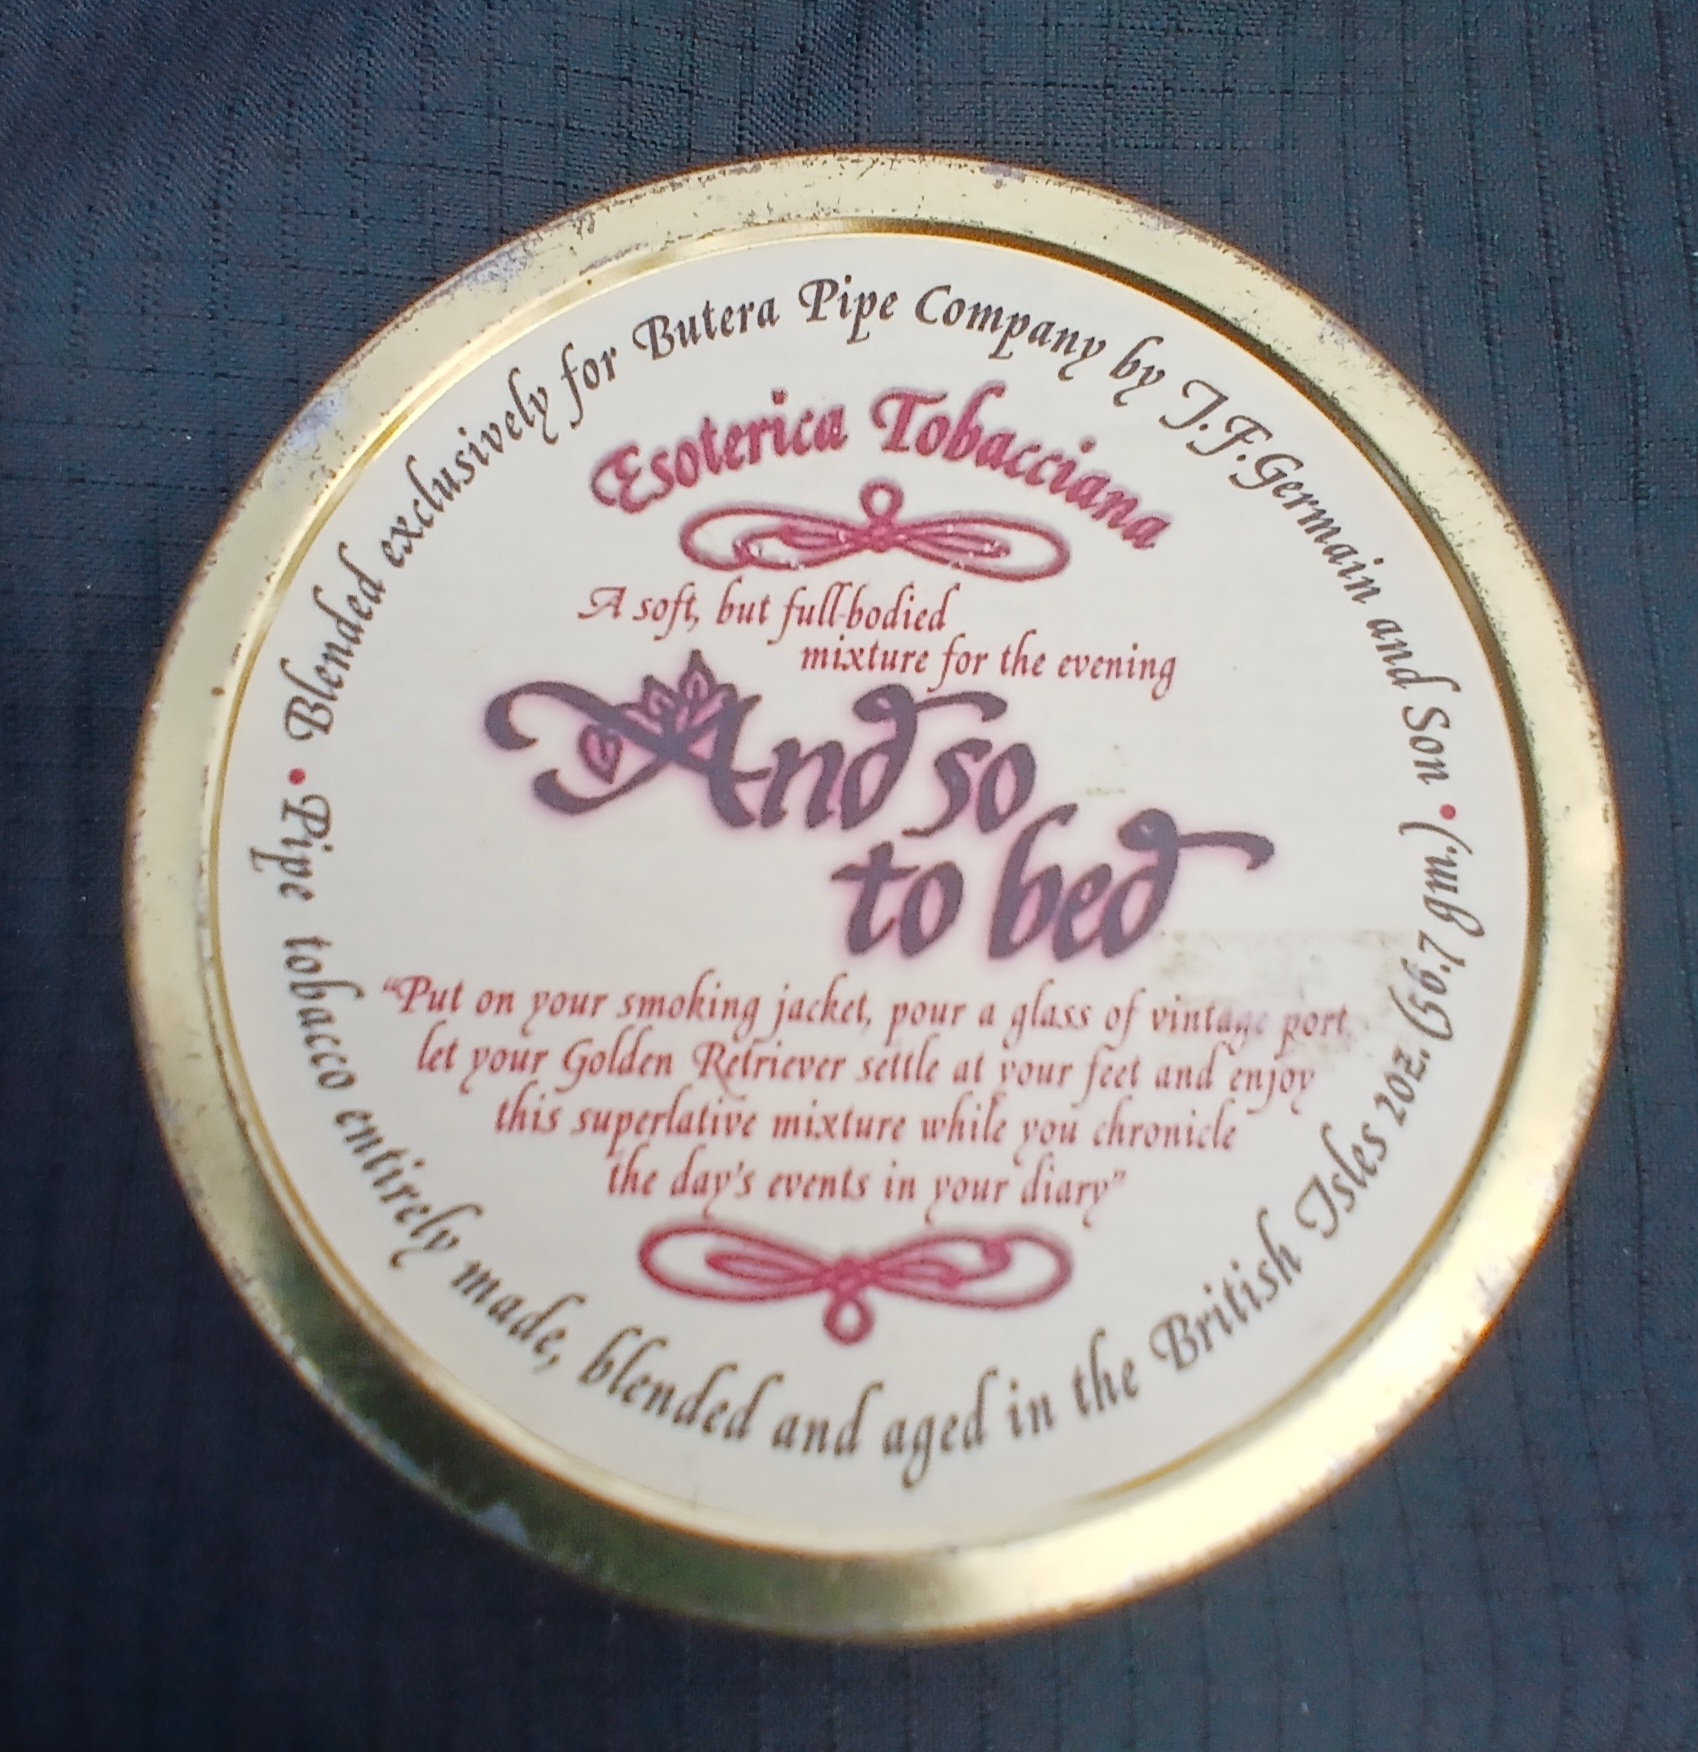 • Blended exclusively for Butera Pipe Company by J.F. Germain and Son •
Esoterica Tobacciana
A soft, but full-bodied
mixture for the evening
And so
to bed
“Put on your smoking jacket, pour a glass of vintage port,
let your Golden Retriever settle at your feet and enjoy
this superlative mixture while you chronicle
the day's events in your diary”
Pipe tobacco entirely made, blended and aged in the British Isles 2oz. (56.7 gm.)